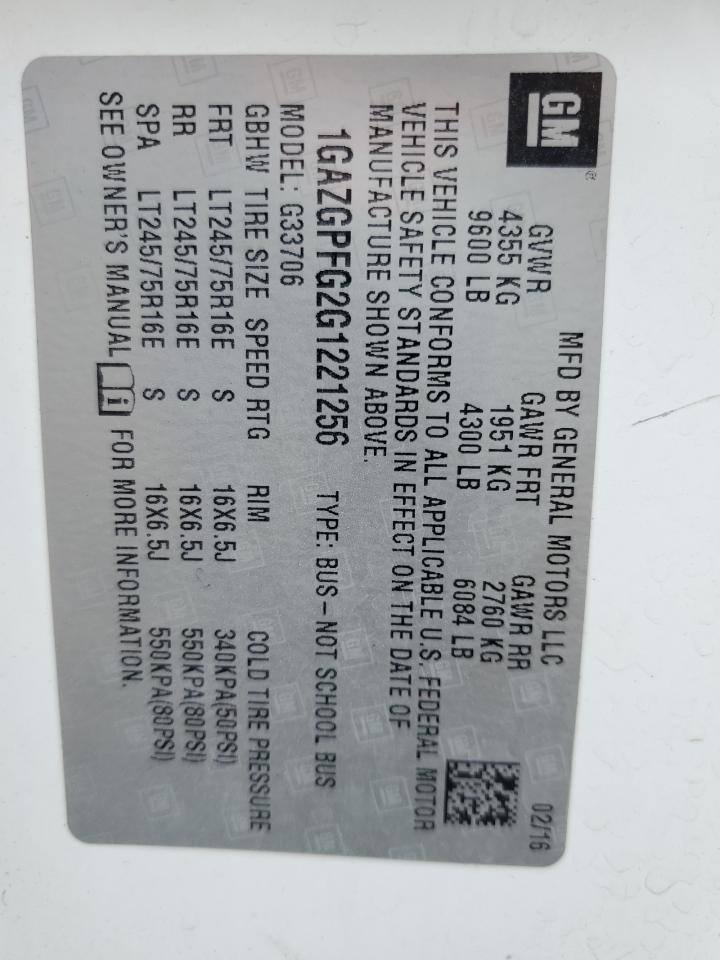 GM®
MFD BY GENERAL MOTORS LLC 02/16
GVWR GAWR FRT GAWR RR
4355 KG 1951 KG 2760 KG
9600 LB 4300 LB 6084 LB
THIS VEHICLE CONFORMS TO ALL APPLICABLE U.S. FEDERAL MOTOR
VEHICLE SAFETY STANDARDS IN EFFECT ON THE DATE OF
MANUFACTURE SHOWN ABOVE.
1GAZGPFG2G1221256 TYPE: BUS – NOT SCHOOL BUS
MODEL: G33706
GBHW TIRE SIZE SPEED RTG RIM COLD TIRE PRESSURE
FRT LT245/75R16E S 16X6.5J 340KPA(50PSI)
RR LT245/75R16E S 16X6.5J 550KPA(80PSI)
SPA LT245/75R16E S 16X6.5J 550KPA(80PSI)
SEE OWNER'S MANUAL i FOR MORE INFORMATION.